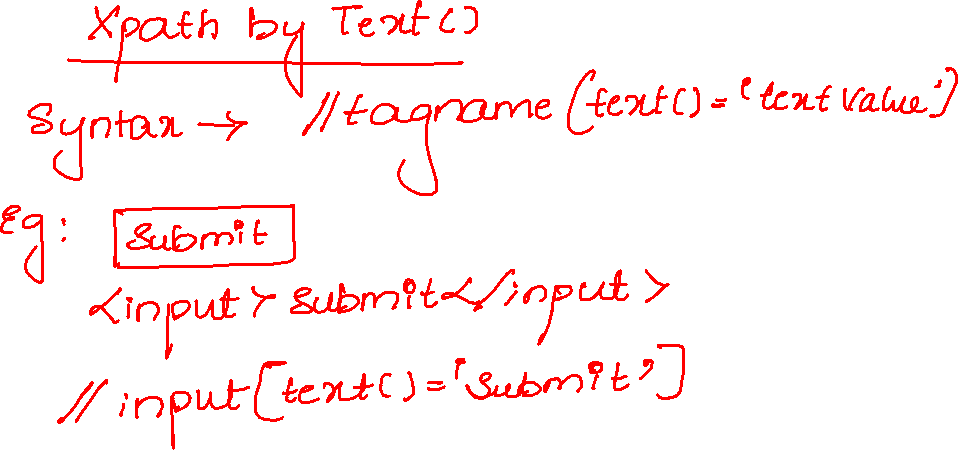 Xpath by Text()
Syntax → //tagname(text()='text value')
Eg: Submit
<input>Submit</input>
//input[text()='Submit']